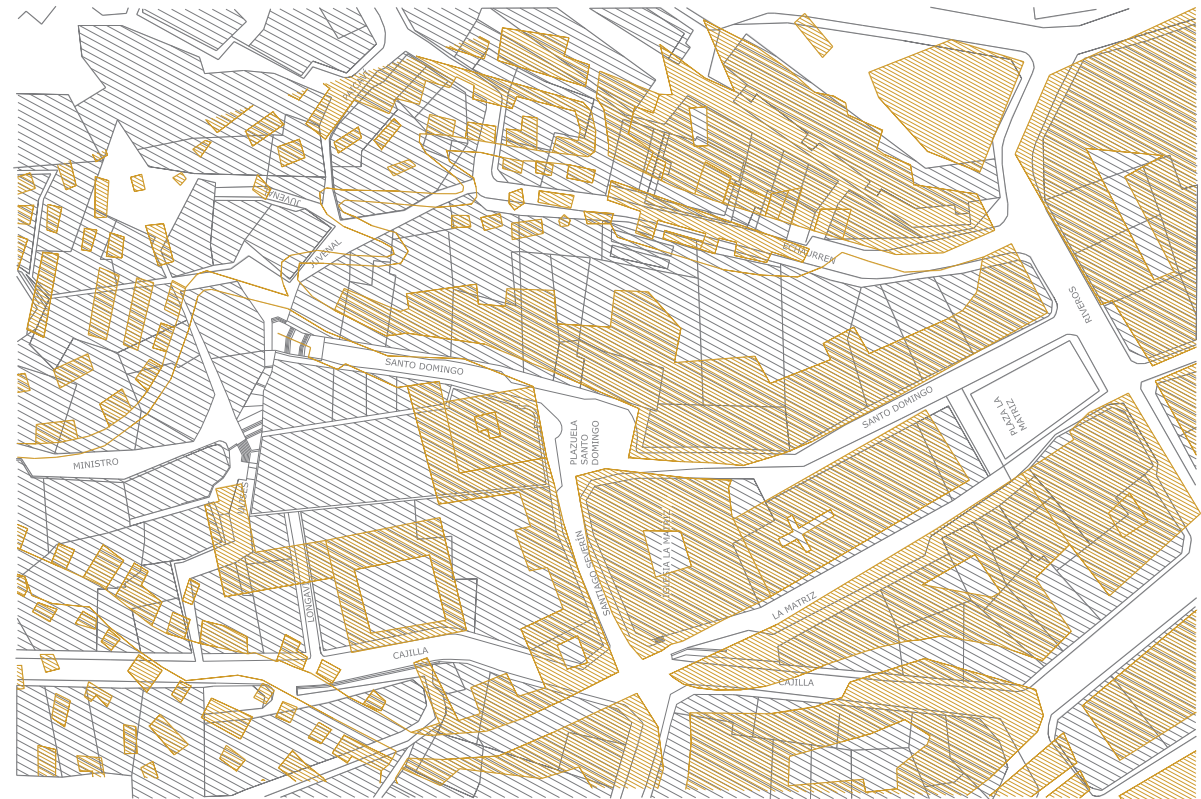 JUVENAL
JUVENAL
ECHAURREN
RIVEROS
SANTO DOMINGO
SANTO DOMINGO
PLAZA LA
MATRIZ
PLAZUELA
SANTO
DOMINGO
MINISTRO
SANTIAGO SEVERÍN
IGLESIA LA MATRIZ
LA MATRIZ
CAJILLA
CAJILLA